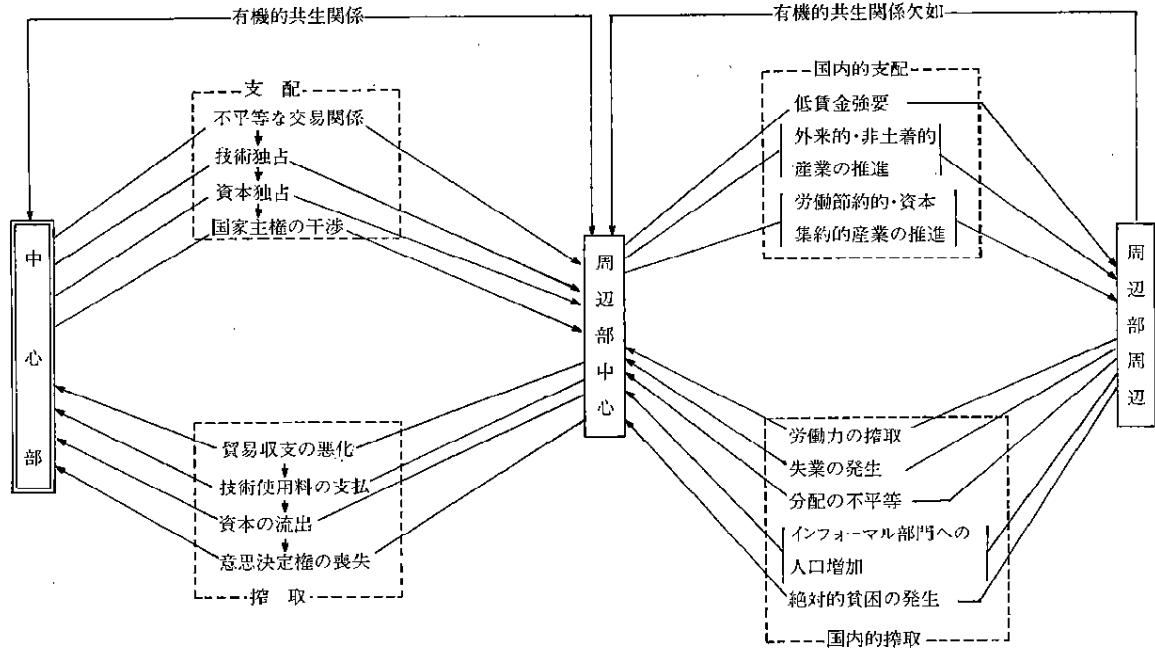 有機的共生関係
有機的共生関係欠如
支 配
不平等な交易関係
技術独占
資本独占
国家主権の干渉
国内的支配
低賃金強要
外来的・非土着的
産業の推進
労働節約的・資本
集約的産業の推進
中心部
周辺部中心
周辺部周辺
貿易収支の悪化
技術使用料の支払
資本の流出
意思決定権の喪失
搾 取
労働力の搾取
失業の発生
分配の不平等
インフォーマル部門への
人口増加
絶対的貧困の発生
国内的搾取